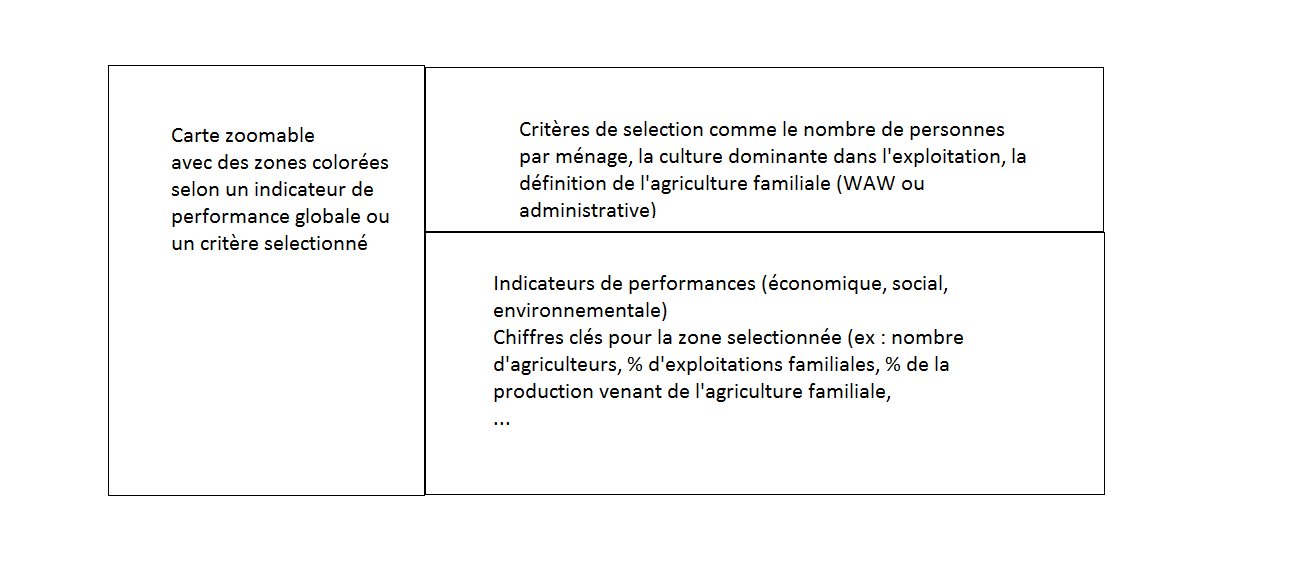 Carte zoomable
avec des zones colorées
selon un indicateur de
performance globale ou
un critère selectionné
Critères de selection comme le nombre de personnes
par ménage, la culture dominante dans l'exploitation, la
définition de l'agriculture familiale (WAW ou
administrative)
Indicateurs de performances (économique, social,
environnementale)
Chiffres clés pour la zone selectionnée (ex : nombre
d'agriculteurs, % d'exploitations familiales, % de la
production venant de l'agriculture familiale,
...